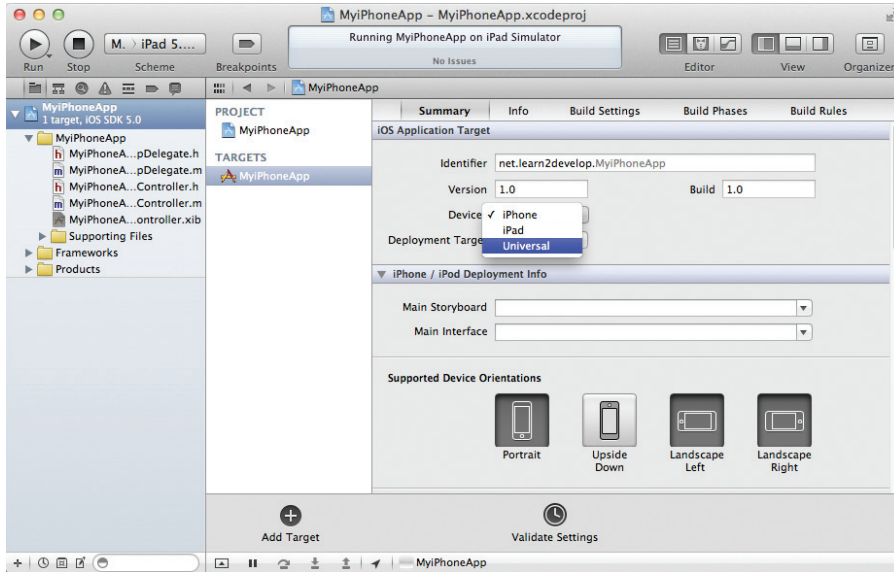 MyiPhoneApp – MyiPhoneApp.xcodeproj
M. › iPad 5....
Running MyiPhoneApp on iPad Simulator
No Issues
Run Stop Scheme Breakpoints Editor View Organizer
MyiPhoneApp
MyiPhoneApp
1 target, iOS SDK 5.0
MyiPhoneApp
h MyiPhoneA...pDelegate.h
m MyiPhoneA...pDelegate.m
h MyiPhoneA...Controller.h
m MyiPhoneA...Controller.m
MyiPhoneA...ontroller.xib
Supporting Files
Frameworks
Products
PROJECT
MyiPhoneApp
TARGETS
MyiPhoneApp
Summary Info Build Settings Build Phases Build Rules
iOS Application Target
Identifier net.learn2develop.MyiPhoneApp
Version 1.0 Build 1.0
Device ✓ iPhone
iPad
Deployment Targe
Universal
iPhone / iPod Deployment Info
Main Storyboard
Main Interface
Supported Device Orientations
Portrait Upside Down Landscape Left Landscape Right
Add Target Validate Settings
MyiPhoneApp